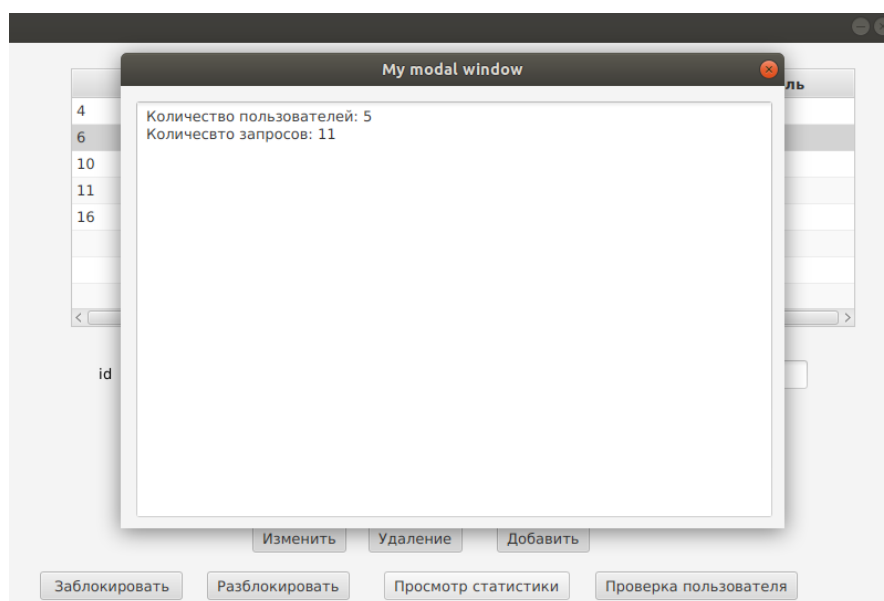 My modal window
ль
Количество пользователей: 5
Количесвто запросов: 11
4
6
10
11
16
id
Изменить Удаление Добавить
Заблокировать Разблокировать Просмотр статистики Проверка пользователя